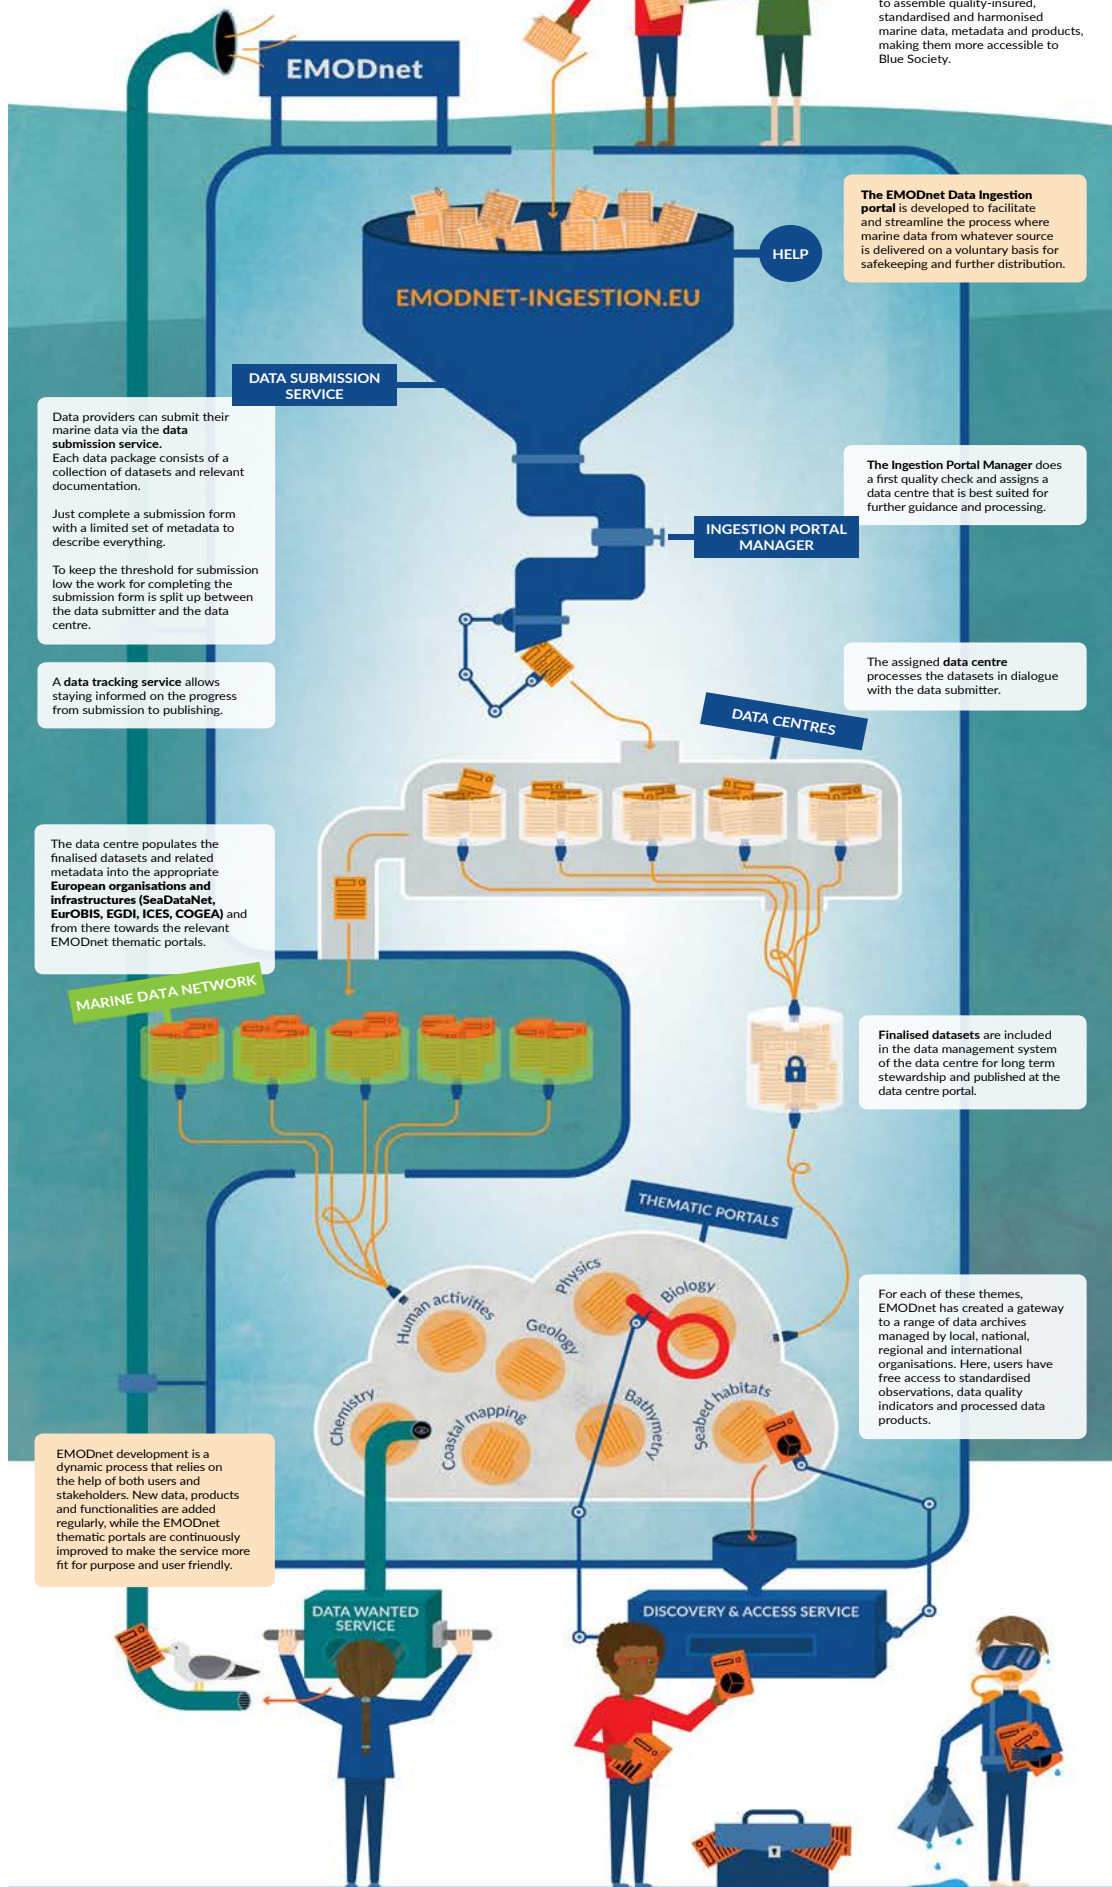 to assemble quality-insured,
standardised and harmonised
marine data, metadata and products,
making them more accessible to
Blue Society.
EMODnet
The EMODnet Data Ingestion
portal is developed to facilitate
and streamline the process where
marine data from whatever source
is delivered on a voluntary basis for
safekeeping and further distribution.
HELP
EMODNET-INGESTION.EU
DATA SUBMISSION
SERVICE
Data providers can submit their
marine data via the data
submission service.
Each data package consists of a
collection of datasets and relevant
documentation.
Just complete a submission form
with a limited set of metadata to
describe everything.
To keep the threshold for submission
low the work for completing the
submission form is split up between
the data submitter and the data
centre.
The Ingestion Portal Manager does
a first quality check and assigns a
data centre that is best suited for
further guidance and processing.
INGESTION PORTAL
MANAGER
A data tracking service allows
staying informed on the progress
from submission to publishing.
The assigned data centre
processes the datasets in dialogue
with the data submitter.
DATA CENTRES
The data centre populates the
finalised datasets and related
metadata into the appropriate
European organisations and
infrastructures (SeaDataNet,
EurOBIS, EGDI, ICES, COGEA) and
from there towards the relevant
EMODnet thematic portals.
MARINE DATA NETWORK
Finalised datasets are included
in the data management system
of the data centre for long term
stewardship and published at the
data centre portal.
THEMATIC PORTALS
Physics
Biology
Human activities
Geology
Chemistry
Coastal mapping
Bathymetry
Seabed habitats
For each of these themes,
EMODnet has created a gateway
to a range of data archives
managed by local, national,
regional and international
organisations. Here, users have
free access to standardised
observations, data quality
indicators and processed data
products.
EMODnet development is a
dynamic process that relies on
the help of both users and
stakeholders. New data, products
and functionalities are added
regularly, while the EMODnet
thematic portals are continuously
improved to make the service more
fit for purpose and user friendly.
DATA WANTED
SERVICE
DISCOVERY & ACCESS SERVICE